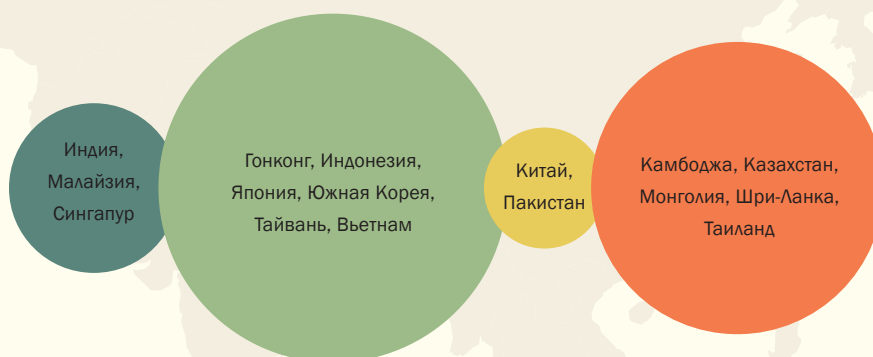 Индия,
Малайзия,
Сингапур
Гонконг, Индонезия,
Япония, Южная Корея,
Тайвань, Вьетнам
Китай,
Пакистан
Камбоджа, Казахстан,
Монголия, Шри-Ланка,
Таиланд